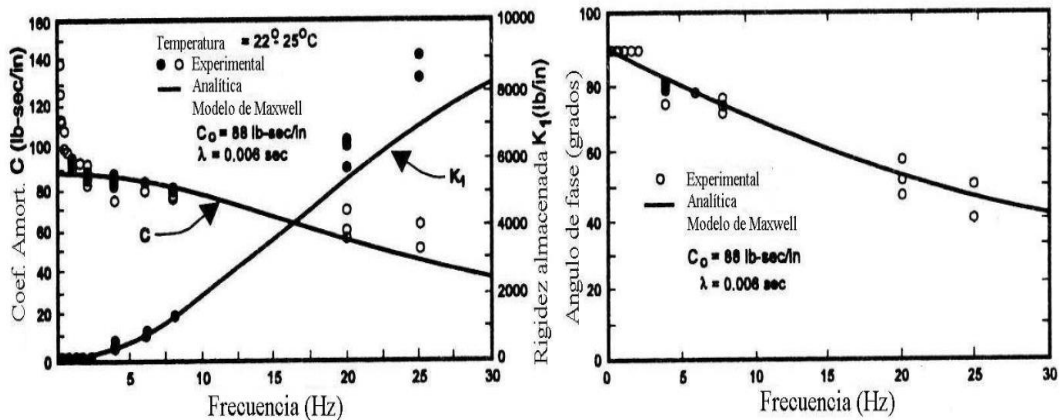 Coef. Amort. C (lb-sec/in)
160
140
120
100
80
60
40
20
0
Temperatura = 22° - 25°C
Experimental
Analítica
Modelo de Maxwell
C₀ = 88 lb-sec/in
λ = 0.006 sec
C
K₁
10000
8000
6000
4000
2000
0
Rigidez almacenada K₁(lb/in)
5
10
15
20
25
30
Frecuencia (Hz)
Angulo de fase (grados)
100
80
60
40
20
0
Experimental
Analítica
Modelo de Maxwell
C₀ = 88 lb-sec/in
λ = 0.006 sec
0
5
10
15
20
25
30
Frecuencia (Hz)